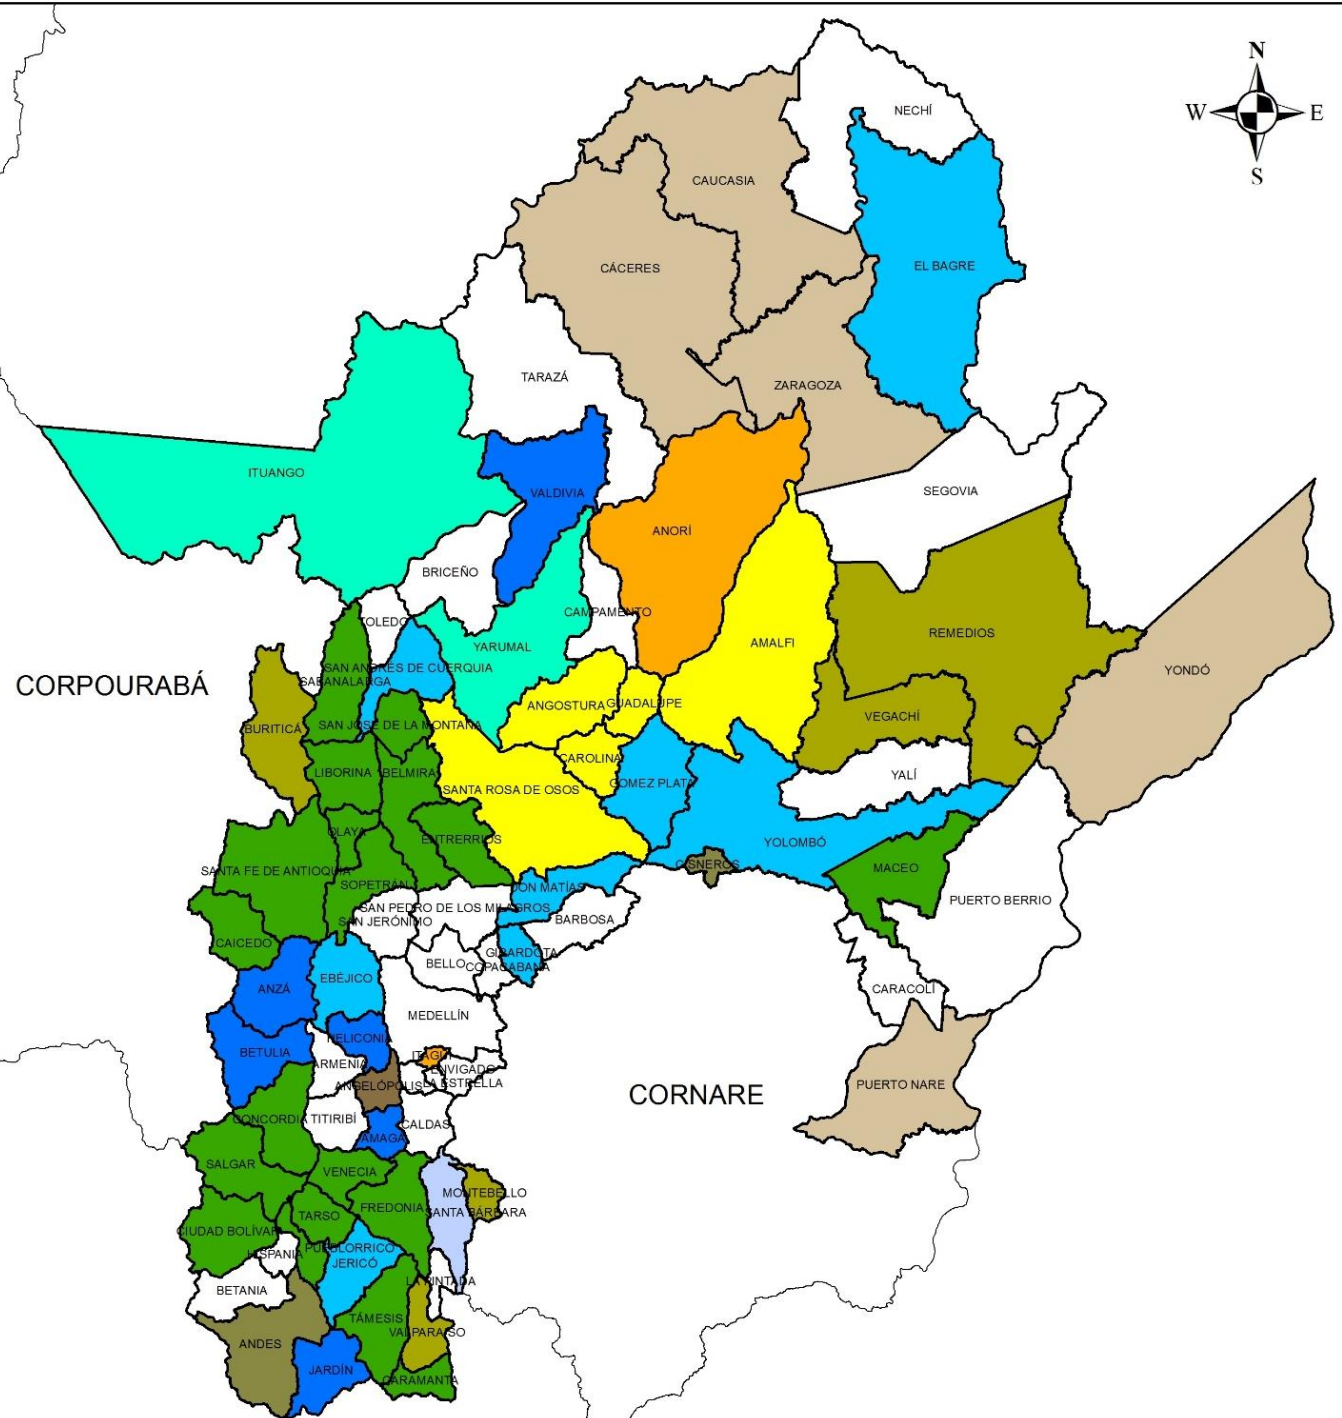 N
W E
S
NECHÍ
CAUCASIA
CÁCERES
EL BAGRE
TARAZÁ
ZARAGOZA
ITUANGO
VALDIVIA
SEGOVIA
ANORÍ
BRICEÑO
CAMPAMENTO
TOLEDO
YARUMAL
AMALFI
REMEDIOS
YONDÓ
SAN ANDRÉS DE CUERQUIA
SABANALARGA
CORPOURABÁ
BURITICÁ
SAN JOSÉ DE LA MONTAÑA
ANGOSTURA
GUADALUPE
VEGACHÍ
LIBORINA
BELMIRA
CAROLINA
SANTA ROSA DE OSOS
GOMEZ PLATA
YALÍ
OLAYA
ENTRERRIOS
YOLOMBÓ
CISNEROS
MACEO
SANTA FE DE ANTIOQUIA
SOPETRÁN
DON MATÍAS
PUERTO BERRIO
SAN PEDRO DE LOS MILAGROS
SAN JERÓNIMO
BARBOSA
CAICEDO
GIRARDOTA
BELLO
COPACABANA
EBÉJICO
ANZÁ
CARACOLÍ
MEDELLÍN
HELICONIA
BETULIA
ARMENIA
ITAGUI
ENVIGADO
ANGELÓPOLIS
LA ESTRELLA
PUERTO NARE
CORNARE
CONCORDIA
TITIRIBÍ
CALDAS
AMAGÁ
SALGAR
VENECIA
MONTEBELLO
FREDONIA
SANTA BÁRBARA
TARSO
CIUDAD BOLÍVAR
HISPANIA
PUEBLORRICO
JERICÓ
LA PINTADA
BETANIA
TÁMESIS
VALPARAISO
ANDES
JARDÍN
CARAMANTA